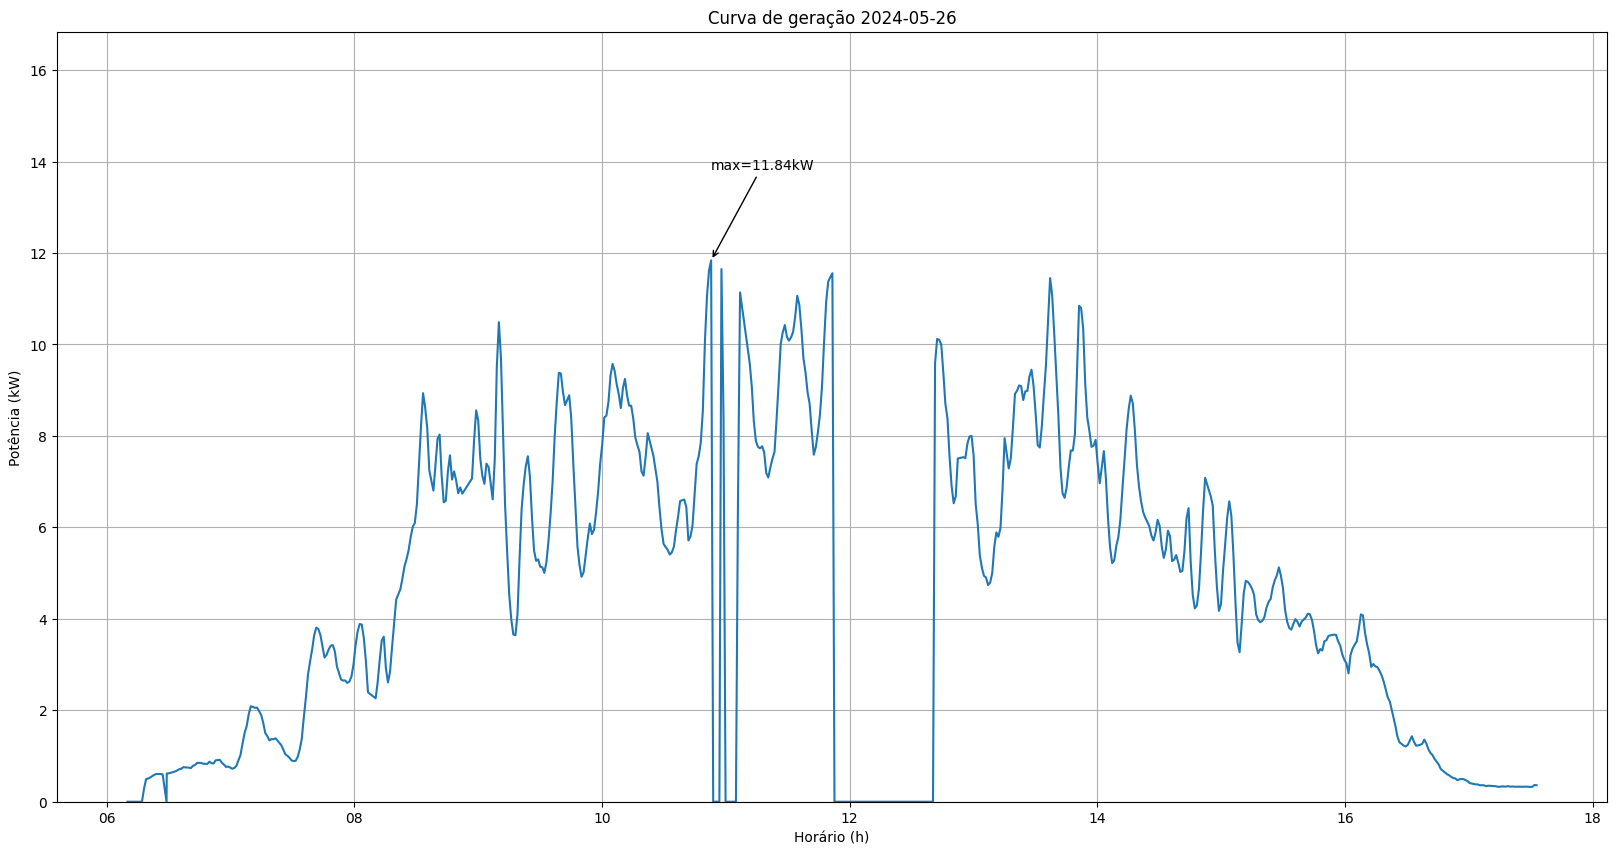 Curva de geração 2024-05-26
Potência (kW)
16
14
12
10
8
6
4
2
0
max=11.84kW
06 08 10 12 14 16 18
Horário (h)